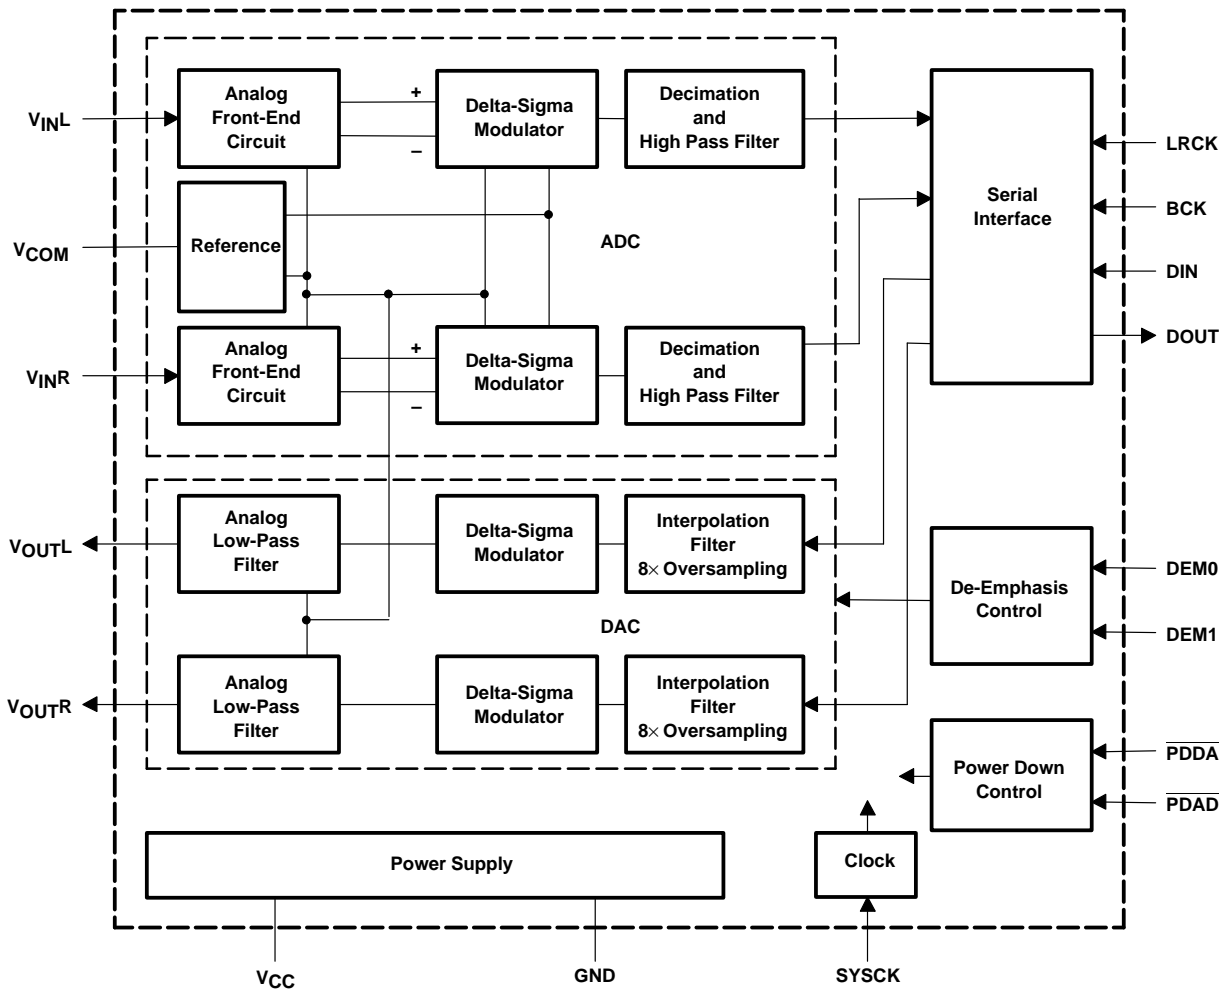 Analog
Front-End
Circuit
+
–
Delta-Sigma
Modulator
Decimation
and
High Pass Filter
VINL
Serial
Interface
LRCK
BCK
DIN
DOUT
Reference
VCOM
ADC
Analog
Front-End
Circuit
+
–
Delta-Sigma
Modulator
Decimation
and
High Pass Filter
VINR
Analog
Low-Pass
Filter
Delta-Sigma
Modulator
Interpolation
Filter
8× Oversampling
VOUTL
De-Emphasis
Control
DEM0
DEM1
DAC
Analog
Low-Pass
Filter
Delta-Sigma
Modulator
Interpolation
Filter
8× Oversampling
VOUTR
Power Down
Control
PDDA
PDAD
Power Supply
Clock
VCC
GND
SYSCK